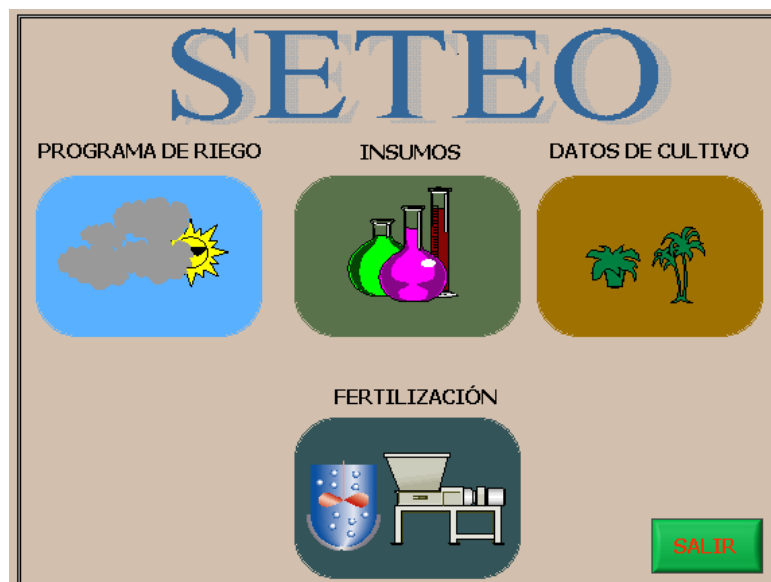 SETEO
PROGRAMA DE RIEGO
INSUMOS
DATOS DE CULTIVO
FERTILIZACIÓN
SALIR